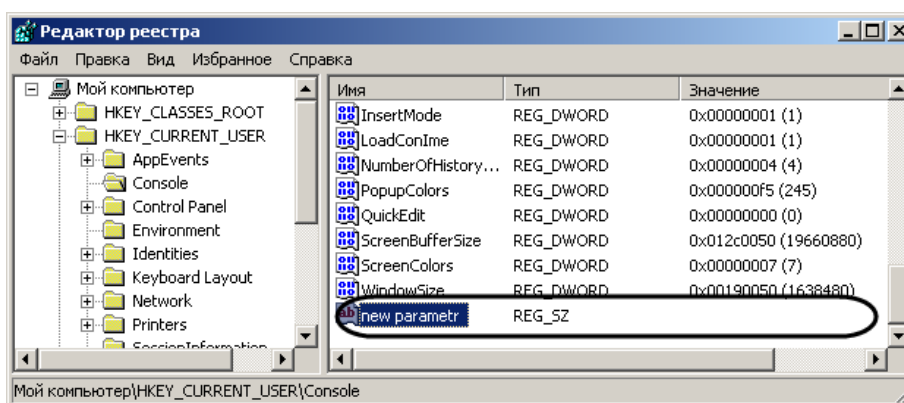 Редактор реестра
Файл Правка Вид Избранное Справка
Мой компьютер
HKEY_CLASSES_ROOT
HKEY_CURRENT_USER
AppEvents
Console
Control Panel
Environment
Identities
Keyboard Layout
Network
Printers
SessionInformation
Имя Тип Значение
InsertMode REG_DWORD 0x00000001 (1)
LoadConIme REG_DWORD 0x00000001 (1)
NumberOfHistory... REG_DWORD 0x00000004 (4)
PopupColors REG_DWORD 0x000000f5 (245)
QuickEdit REG_DWORD 0x00000000 (0)
ScreenBufferSize REG_DWORD 0x012c0050 (19660880)
ScreenColors REG_DWORD 0x00000007 (7)
WindowSize REG_DWORD 0x00190050 (1638480)
new parametr REG_SZ
Мой компьютер\HKEY_CURRENT_USER\Console